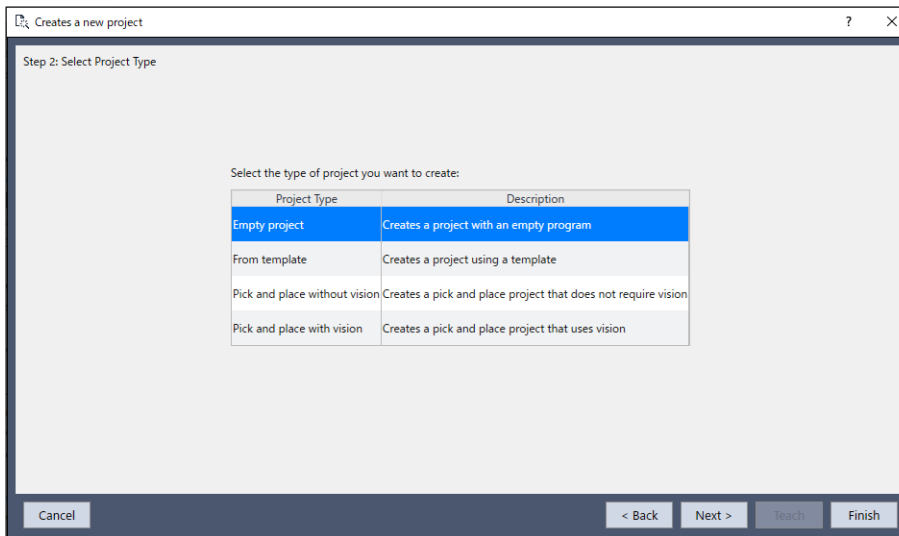 Creates a new project
?
Step 2: Select Project Type
Select the type of project you want to create:
Project Type Description
Empty project Creates a project with an empty program
From template Creates a project using a template
Pick and place without vision Creates a pick and place project that does not require vision
Pick and place with vision Creates a pick and place project that uses vision
Cancel < Back Next > Teach Finish